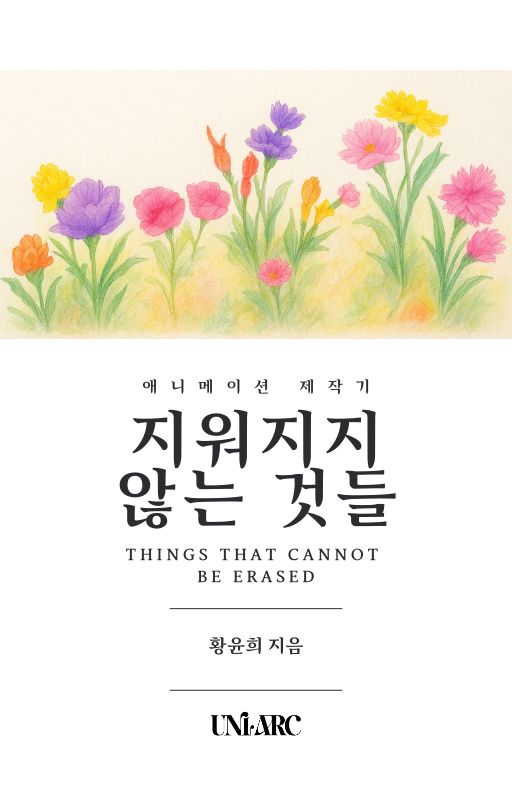 애니메이션 제작기
지워지지
않는 것들
THINGS THAT CANNOT
BE ERASED
황윤희 지음
UNI-ARC